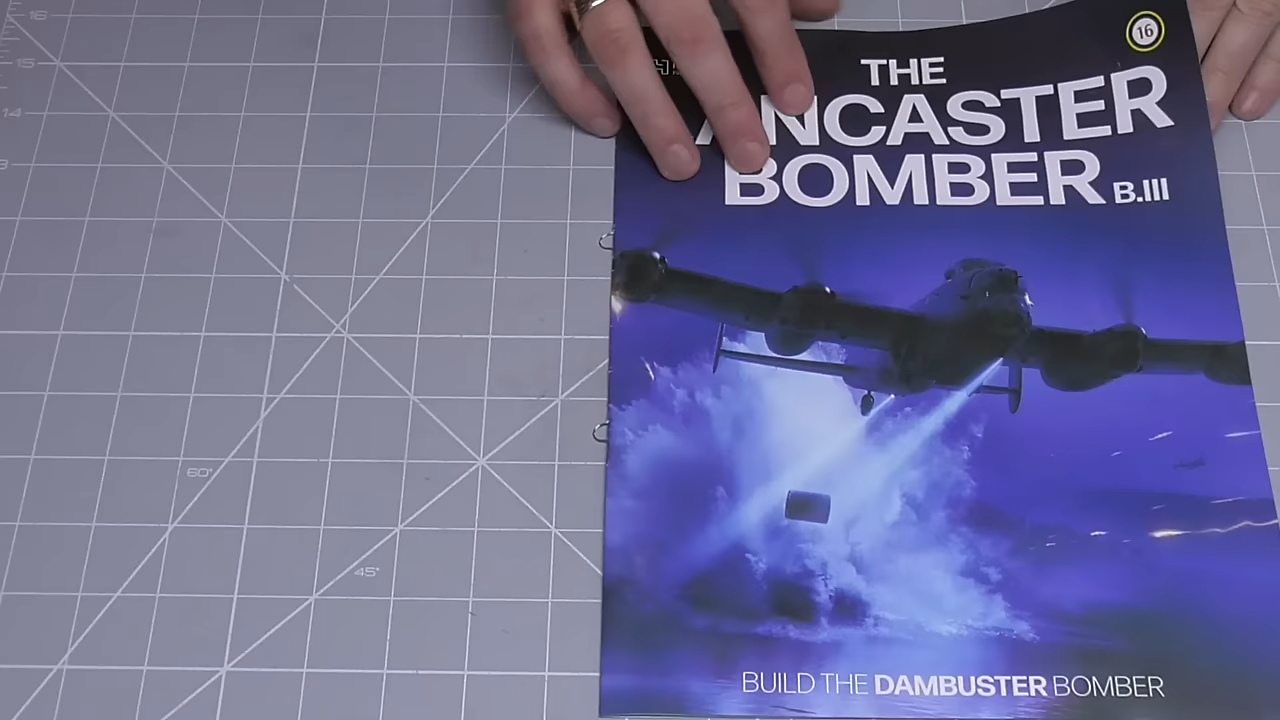 16
THE
ANCASTER
BOMBER B.III
BUILD THE DAMBUSTER BOMBER
16
15
14
60°
45°